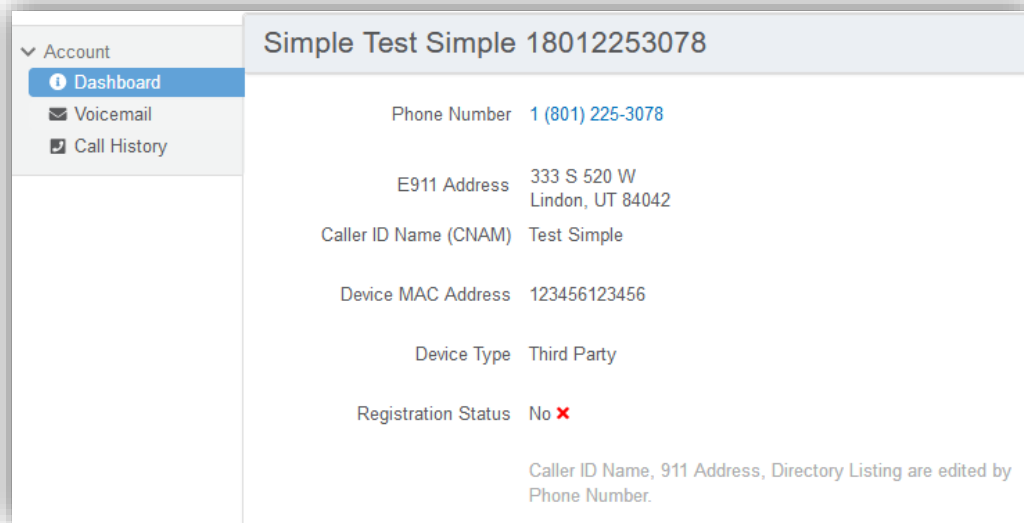 Account
Dashboard
Voicemail
Call History
Simple Test Simple 18012253078
Phone Number 1 (801) 225-3078
E911 Address 333 S 520 W
Lindon, UT 84042
Caller ID Name (CNAM) Test Simple
Device MAC Address 123456123456
Device Type Third Party
Registration Status No
Caller ID Name, 911 Address, Directory Listing are edited by
Phone Number.